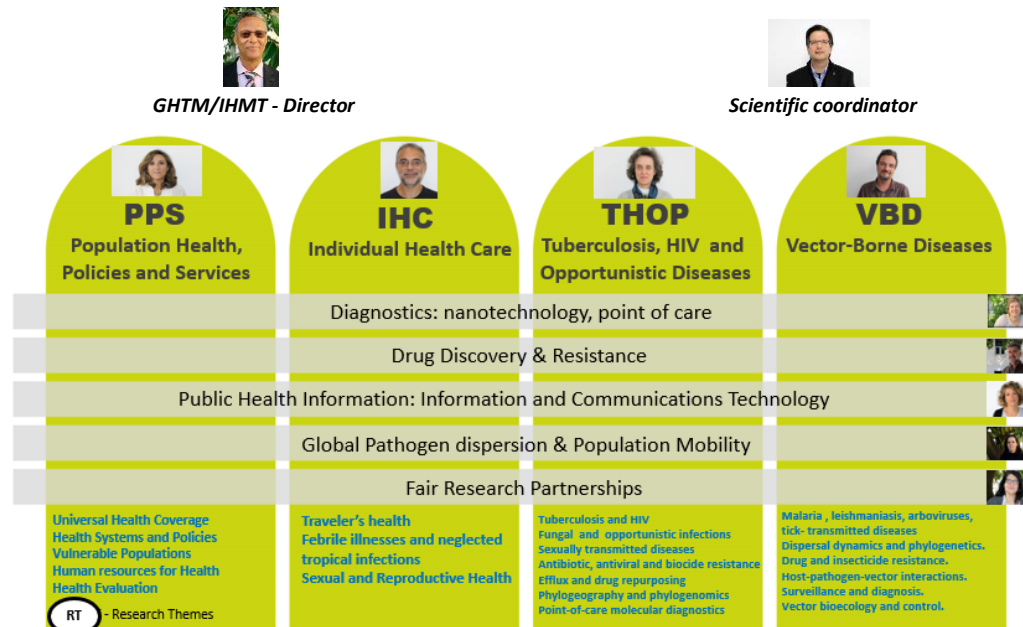 GHTM/IHMT - Director
Scientific coordinator
PPS
Population Health,
Policies and Services
IHC
Individual Health Care
THOP
Tuberculosis, HIV and
Opportunistic Diseases
VBD
Vector-Borne Diseases
Diagnostics: nanotechnology, point of care
Drug Discovery & Resistance
Public Health Information: Information and Communications Technology
Global Pathogen dispersion & Population Mobility
Fair Research Partnerships
Universal Health Coverage
Health Systems and Policies
Vulnerable Populations
Human resources for Health
Health Evaluation
RT - Research Themes
Traveler's health
Febrile illnesses and neglected
tropical infections
Sexual and Reproductive Health
Tuberculosis and HIV
Fungal and opportunistic infections
Sexually transmitted diseases
Antibiotic, antiviral and biocide resistance
Efflux and drug repurposing
Phylogeography and phylogenomics
Point-of-care molecular diagnostics
Malaria , leishmaniasis, arboviruses,
tick- transmitted diseases
Dispersal dynamics and phylogenetics.
Drug and insecticide resistance.
Host-pathogen-vector interactions.
Surveillance and diagnosis.
Vector bioecology and control.